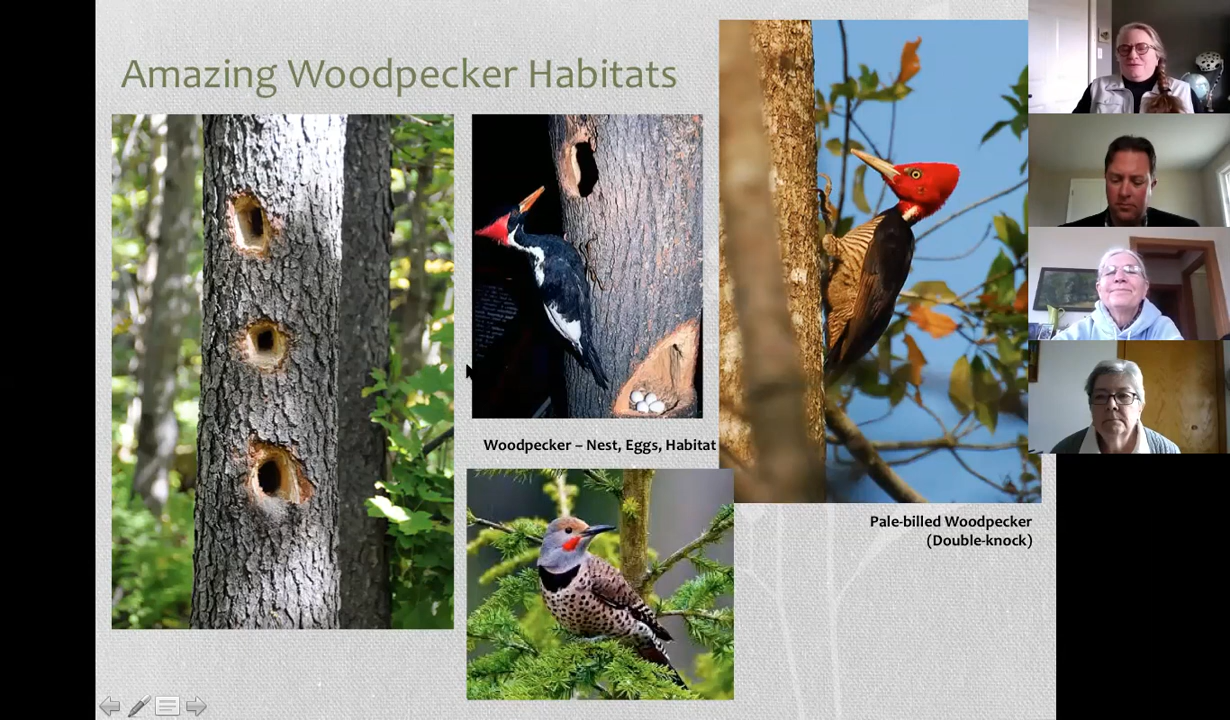 Amazing Woodpecker Habitats
Woodpecker – Nest, Eggs, Habitat
Pale-billed Woodpecker
(Double-knock)